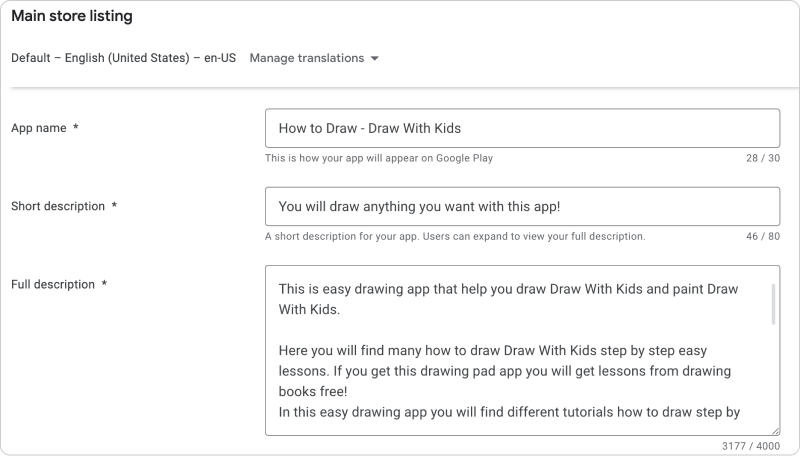 Main store listing
Default – English (United States) – en-US Manage translations
App name *
How to Draw - Draw With Kids
This is how your app will appear on Google Play 28 / 30
Short description *
You will draw anything you want with this app!
A short description for your app. Users can expand to view your full description. 46 / 80
Full description *
This is easy drawing app that help you draw Draw With Kids and paint Draw
With Kids.
Here you will find many how to draw Draw With Kids step by step easy
lessons. If you get this drawing pad app you will get lessons from drawing
books free!
In this easy drawing app you will find different tutorials how to draw step by
3177 / 4000